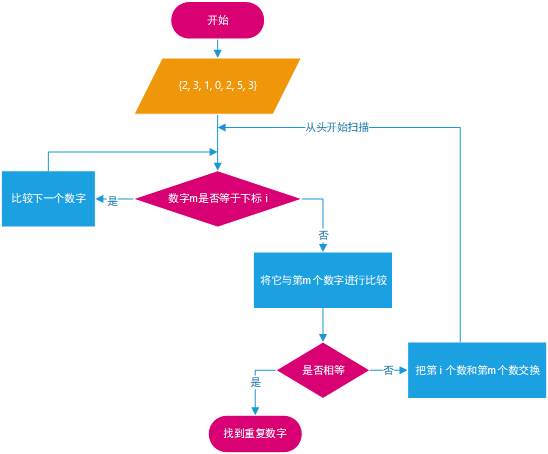 开始
{2, 3, 1, 0, 2, 5, 3}
从头开始扫描
比较下一个数字
是
数字m是否等于下标 i
否
将它与第m个数字进行比较
是否相等
否
把第 i 个数和第m个数交换
是
找到重复数字